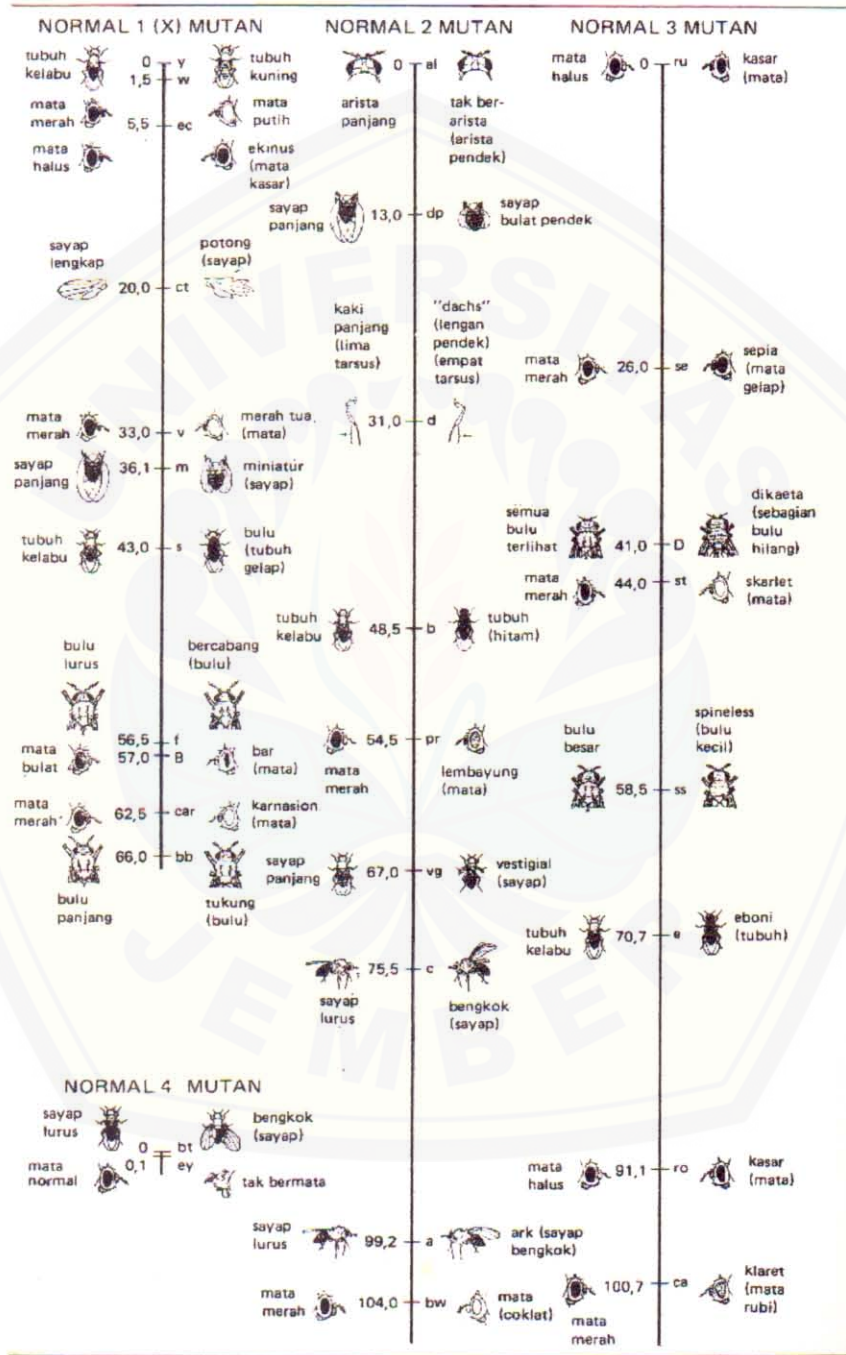 NORMAL 1 (X) MUTAN
tubuh
kelabu
0 y
1,5 w
tubuh
kuning
mata
merah
5,5 ec
mata
putih
mata
halus
ekinus
(mata
kasar)
sayap
lengkap
20,0 ct
potong
(sayap)
mata
merah
33,0 v
merah tua
(mata)
sayap
panjang
36,1 m
miniatur
(sayap)
tubuh
kelabu
43,0 s
bulu
(tubuh
gelap)
bulu
lurus
bercabang
(bulu)
56,5 f
57,0 B
mata
bulat
bar
(mata)
mata
merah
62,5 car
karnasion
(mata)
66,0 bb
bulu
panjang
tukung
(bulu)
NORMAL 4 MUTAN
sayap
lurus
0 bt
bengkok
(sayap)
mata
normal
0,1 ey
tak bermata
NORMAL 2 MUTAN
0 al
arista
panjang
tak ber-
arista
(arista
pendek)
sayap
panjang
13,0 dp
sayap
bulat pendek
kaki
panjang
(lima
tarsus)
"dachs"
(lengan
pendek)
(empat
tarsus)
31,0 d
tubuh
kelabu
48,5 b
tubuh
(hitam)
54,5 pr
mata
merah
lembayung
(mata)
sayap
panjang
67,0 vg
vestigial
(sayap)
75,5 c
sayap
lurus
bengkok
(sayap)
sayap
lurus
99,2 a
ark (sayap
bengkok)
mata
merah
104,0 bw
mata
(coklat)
NORMAL 3 MUTAN
mata
halus
0 ru
kasar
(mata)
mata
merah
26,0 se
sepia
(mata
gelap)
semua
bulu
terlihat
41,0 D
dikaeta
(sebagian
bulu
hilang)
mata
merah
44,0 st
skarlet
(mata)
bulu
besar
58,5 ss
spineless
(bulu
kecil)
tubuh
kelabu
70,7 e
eboni
(tubuh)
mata
halus
91,1 ro
kasar
(mata)
100,7 ca
mata
merah
klaret
(mata
rubi)
UNIVERSITAS
JEMBER